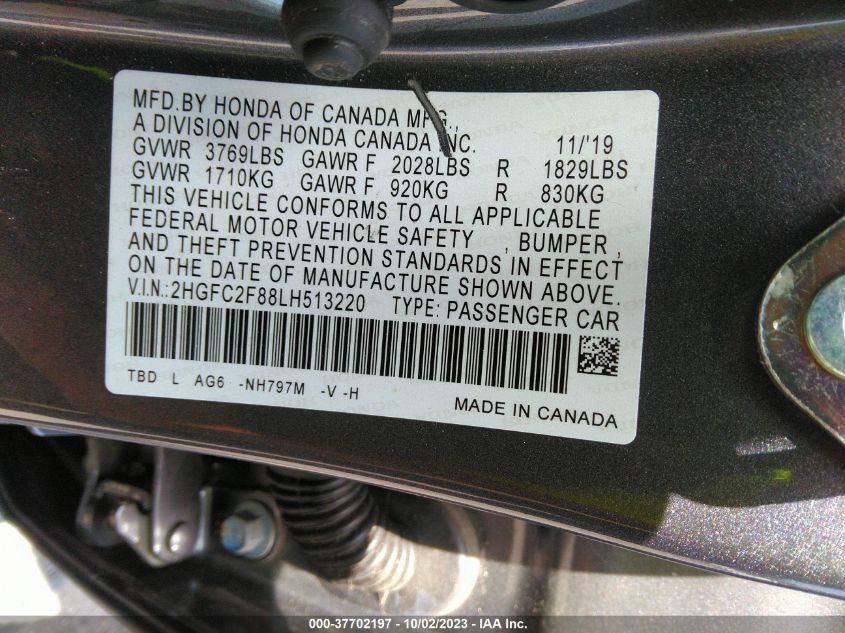 MFD.BY HONDA OF CANADA MFG.,
A DIVISION OF HONDA CANADA INC. 11/'19
GVWR 3769LBS GAWR F 2028LBS R 1829LBS
GVWR 1710KG GAWR F. 920KG R 830KG
THIS VEHICLE CONFORMS TO ALL APPLICABLE
FEDERAL MOTOR VEHICLE SAFETY , BUMPER ,
AND THEFT PREVENTION STANDARDS IN EFFECT
ON THE DATE OF MANUFACTURE SHOWN ABOVE.
V.I.N.:2HGFC2F88LH513220 TYPE: PASSENGER CAR
TBD L AG6 -NH797M -V -H
MADE IN CANADA
000-37702197 - 10/02/2023 - IAA Inc.